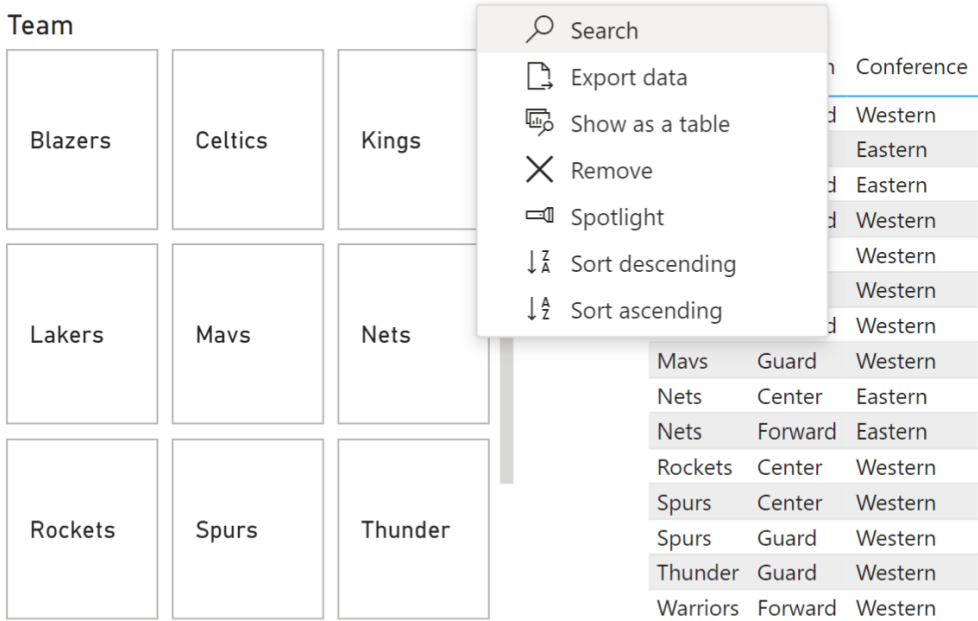 Team
Blazers
Celtics
Kings
Lakers
Mavs
Nets
Rockets
Spurs
Thunder
Search
Export data
Show as a table
Remove
Spotlight
Sort descending
Sort ascending
Conference
Western
Eastern
Eastern
Western
Western
Western
Western
Mavs Guard Western
Nets Center Eastern
Nets Forward Eastern
Rockets Center Western
Spurs Center Western
Spurs Guard Western
Thunder Guard Western
Warriors Forward Western